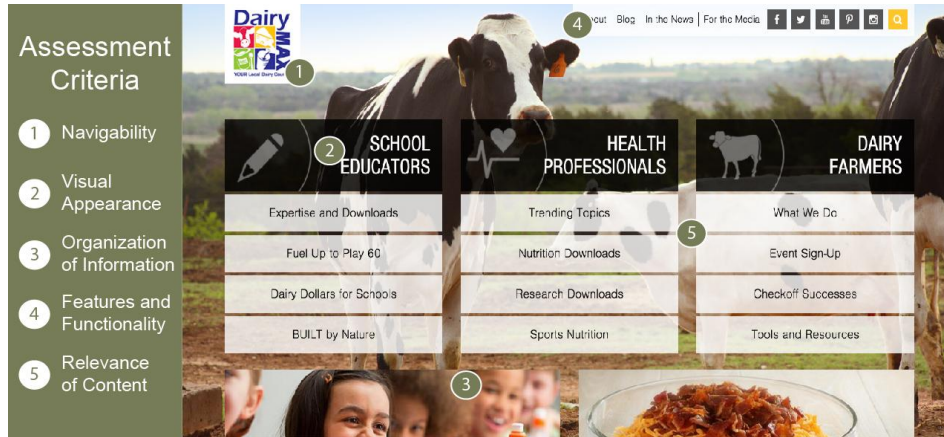 Assessment
Criteria
1 Navigability
2 Visual
Appearance
3 Organization
of Information
4 Features and
Functionality
5 Relevance
of Content
Dairy
MAX
YOUR Local Dairy
1
4
Blog In the News | For the Media
2
SCHOOL
EDUCATORS
Expertise and Downloads
Fuel Up to Play 60
Dairy Dollars for Schools
BUILT by Nature
HEALTH
PROFESSIONALS
Trending Topics
Nutrition Downloads
Research Downloads
Sports Nutrition
5
DAIRY
FARMERS
What We Do
Event Sign-Up
Checkoff Successes
Tools and Resources
3